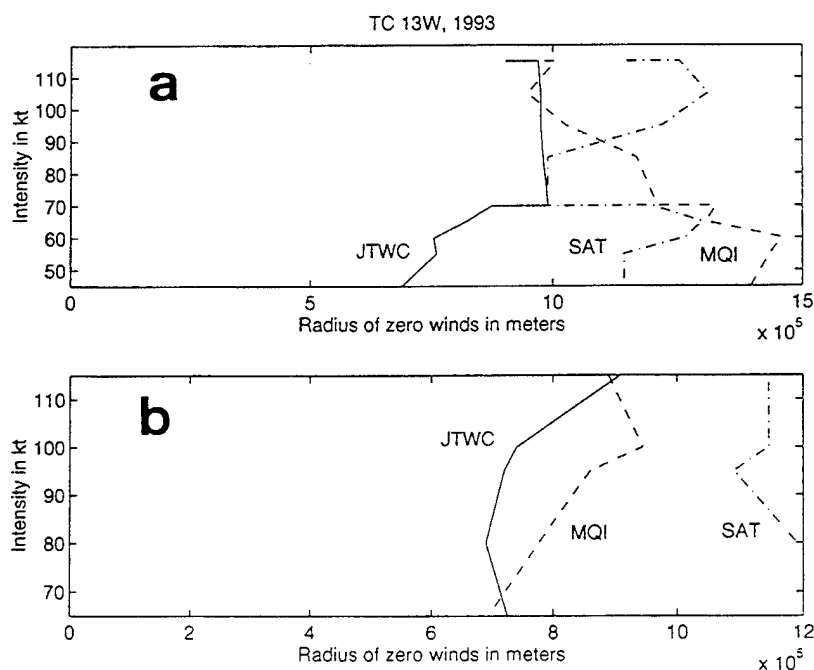 TC 13W, 1993
a
Intensity in kt
110
100
90
80
70
60
50
JTWC
SAT
MQI
0
5
10
15
Radius of zero winds in meters
x 10^5
b
Intensity in kt
110
100
90
80
70
JTWC
MQI
SAT
0
2
4
6
8
10
12
Radius of zero winds in meters
x 10^5